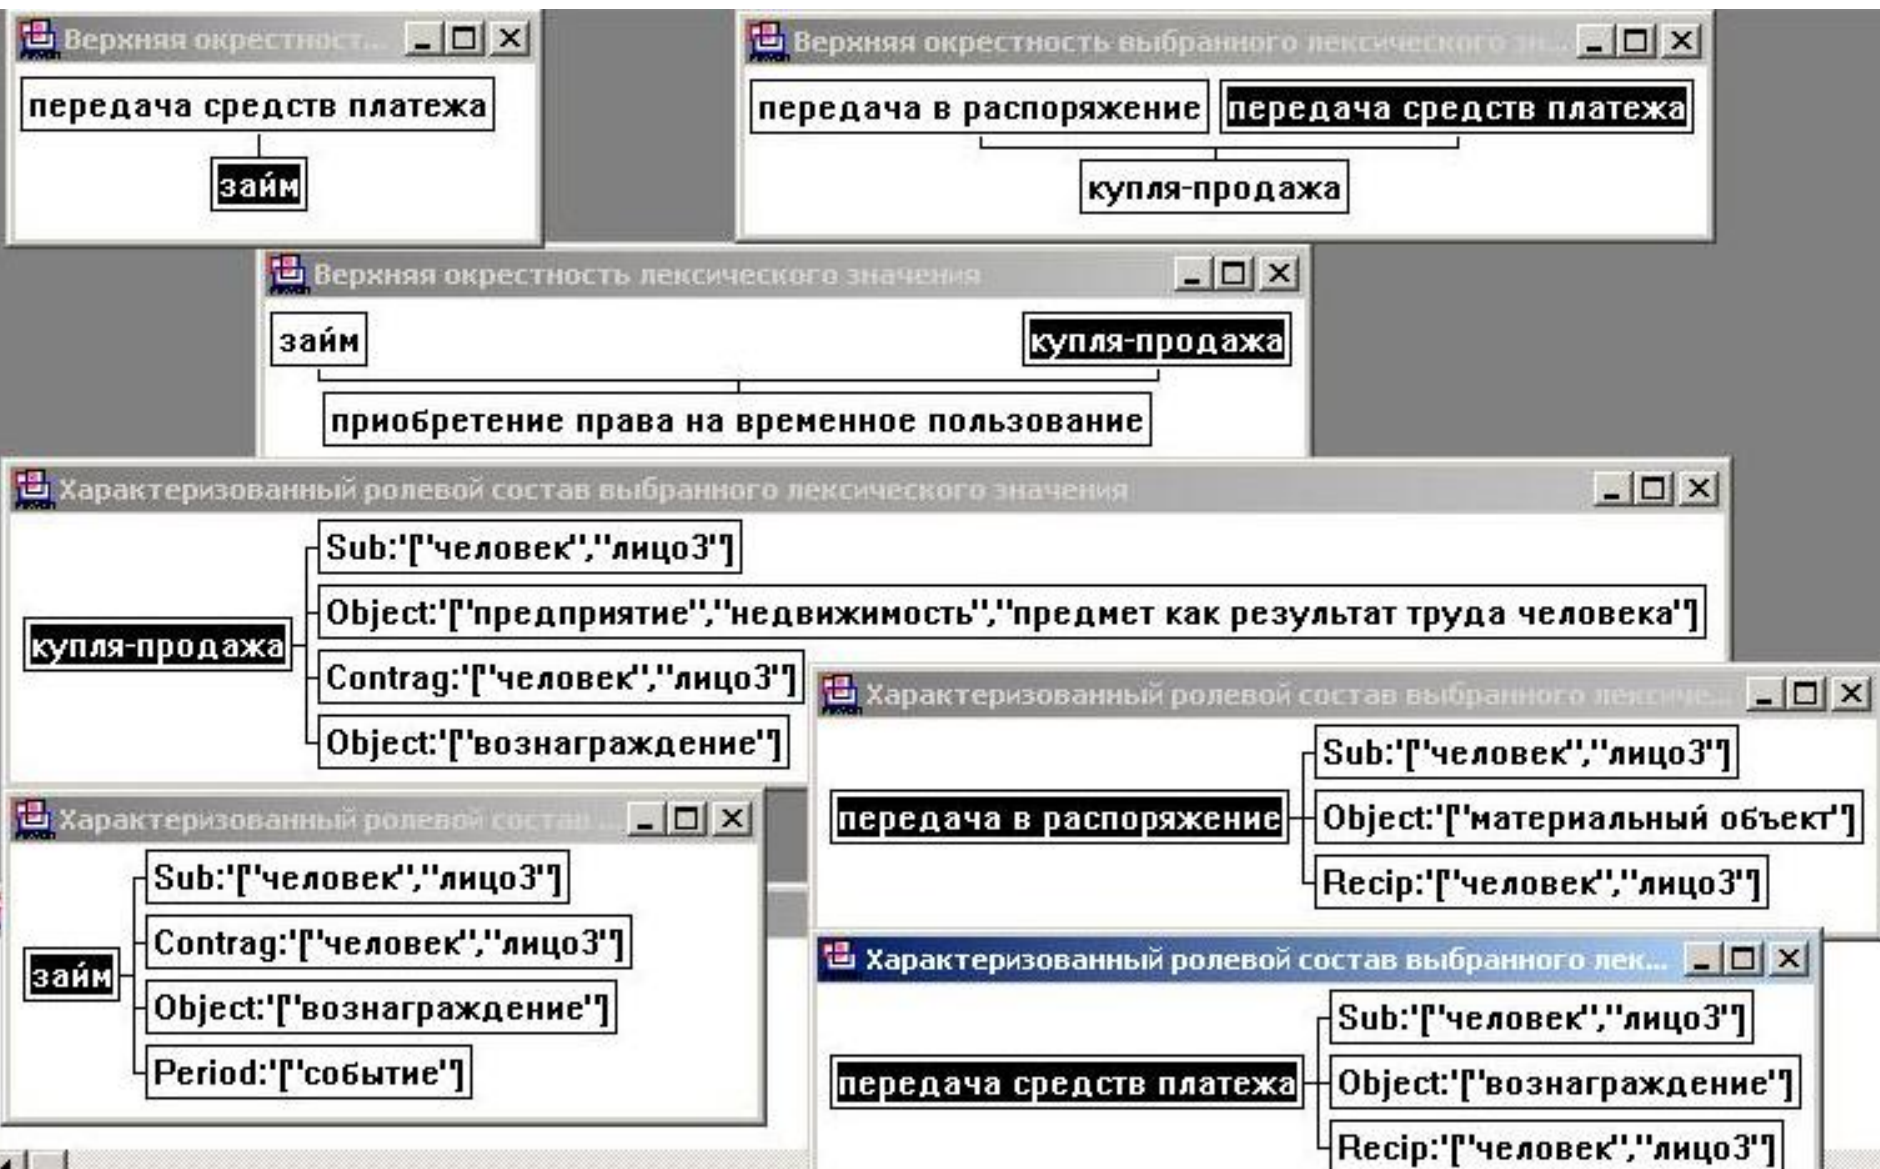 Верхняя окрестност...
передача средств платежа
займ
Верхняя окрестность выбранного лексического зн...
передача в распоряжение
передача средств платежа
купля-продажа
Верхняя окрестность лексического значения
займ
купля-продажа
приобретение права на временное пользование
Характеризованный ролевой состав выбранного лексического значения
Sub:'["человек","лицо3"]
Object:'["предприятие","недвижимость","предмет как результат труда человека"]
купля-продажа
Contrag:'["человек","лицо3"]
Object:'["вознаграждение"]
Характеризованный ролевой состав выбранного лексиче...
Sub:'["человек","лицо3"]
передача в распоряжение
Object:'["материальный объект"]
Recip:'["человек","лицо3"]
Характеризованный ролевой состав ...
Sub:'["человек","лицо3"]
Contrag:'["человек","лицо3"]
займ
Object:'["вознаграждение"]
Period:'["событие"]
Характеризованный ролевой состав выбранного лек...
Sub:'["человек","лицо3"]
передача средств платежа
Object:'["вознаграждение"]
Recip:'["человек","лицо3"]